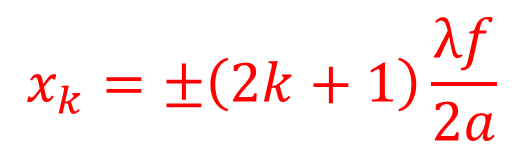 x_k = ±(2k + 1) λf/2a